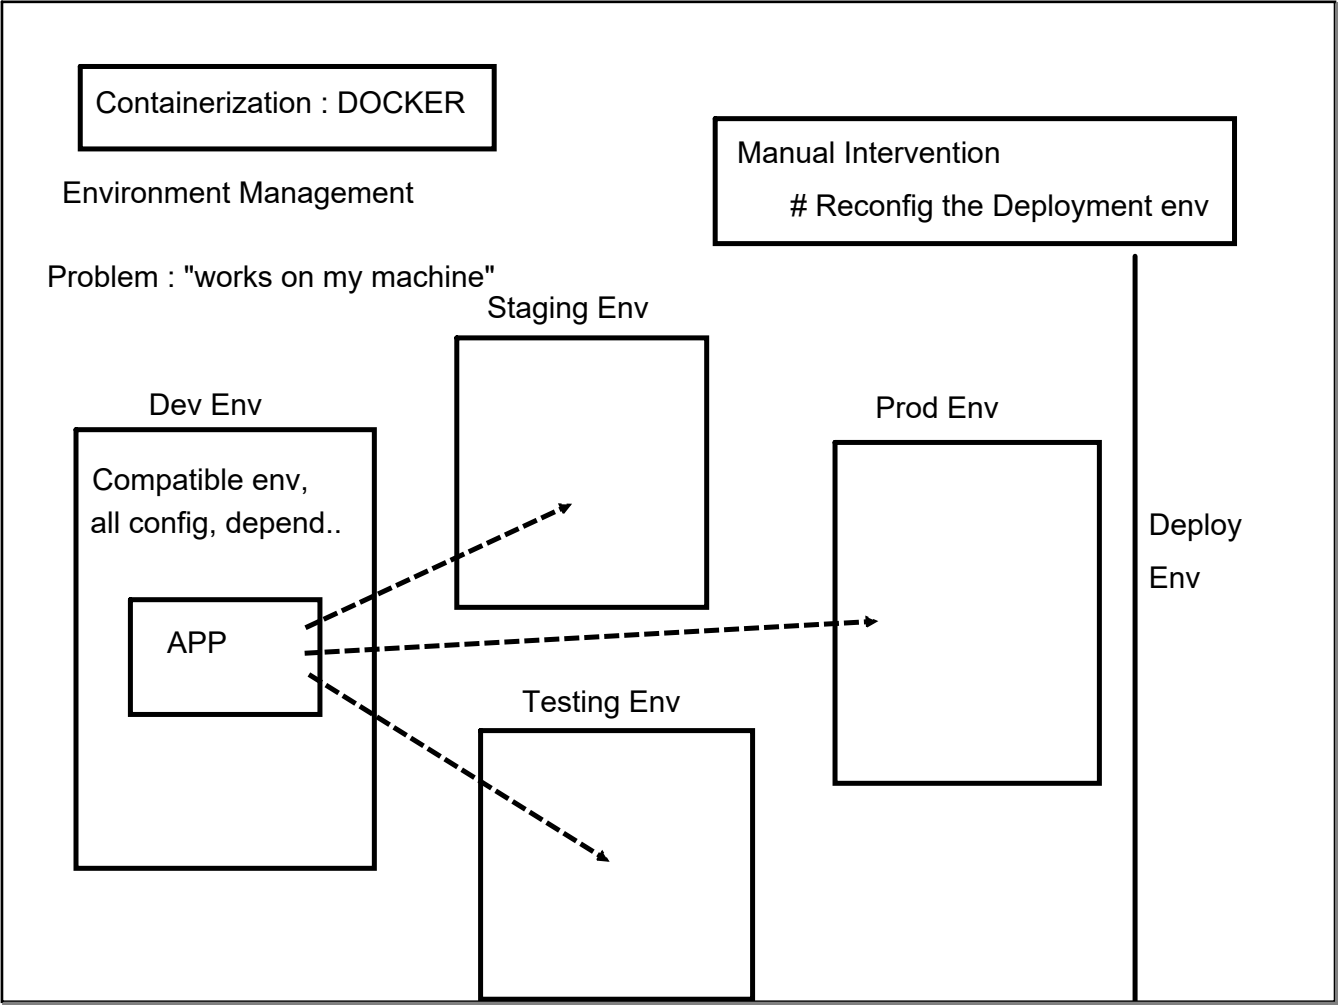 Containerization : DOCKER
Manual Intervention
# Reconfig the Deployment env
Environment Management
Problem : "works on my machine"
Staging Env
Dev Env
Prod Env
Compatible env,
all config, depend..
Deploy
Env
APP
Testing Env